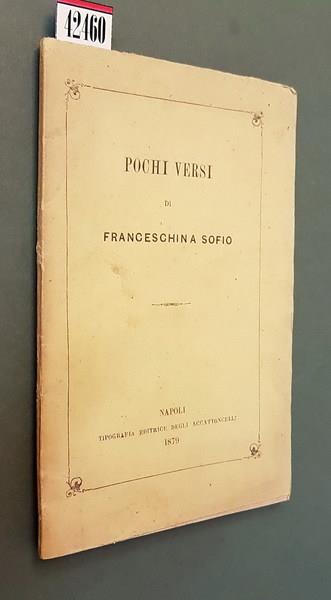 42460
POCHI VERSI
DI
FRANCESCHINA SOFIO
NAPOLI
TIPOGRAFIA EDITRICE DEGLI ACCATTONCELLI
1879